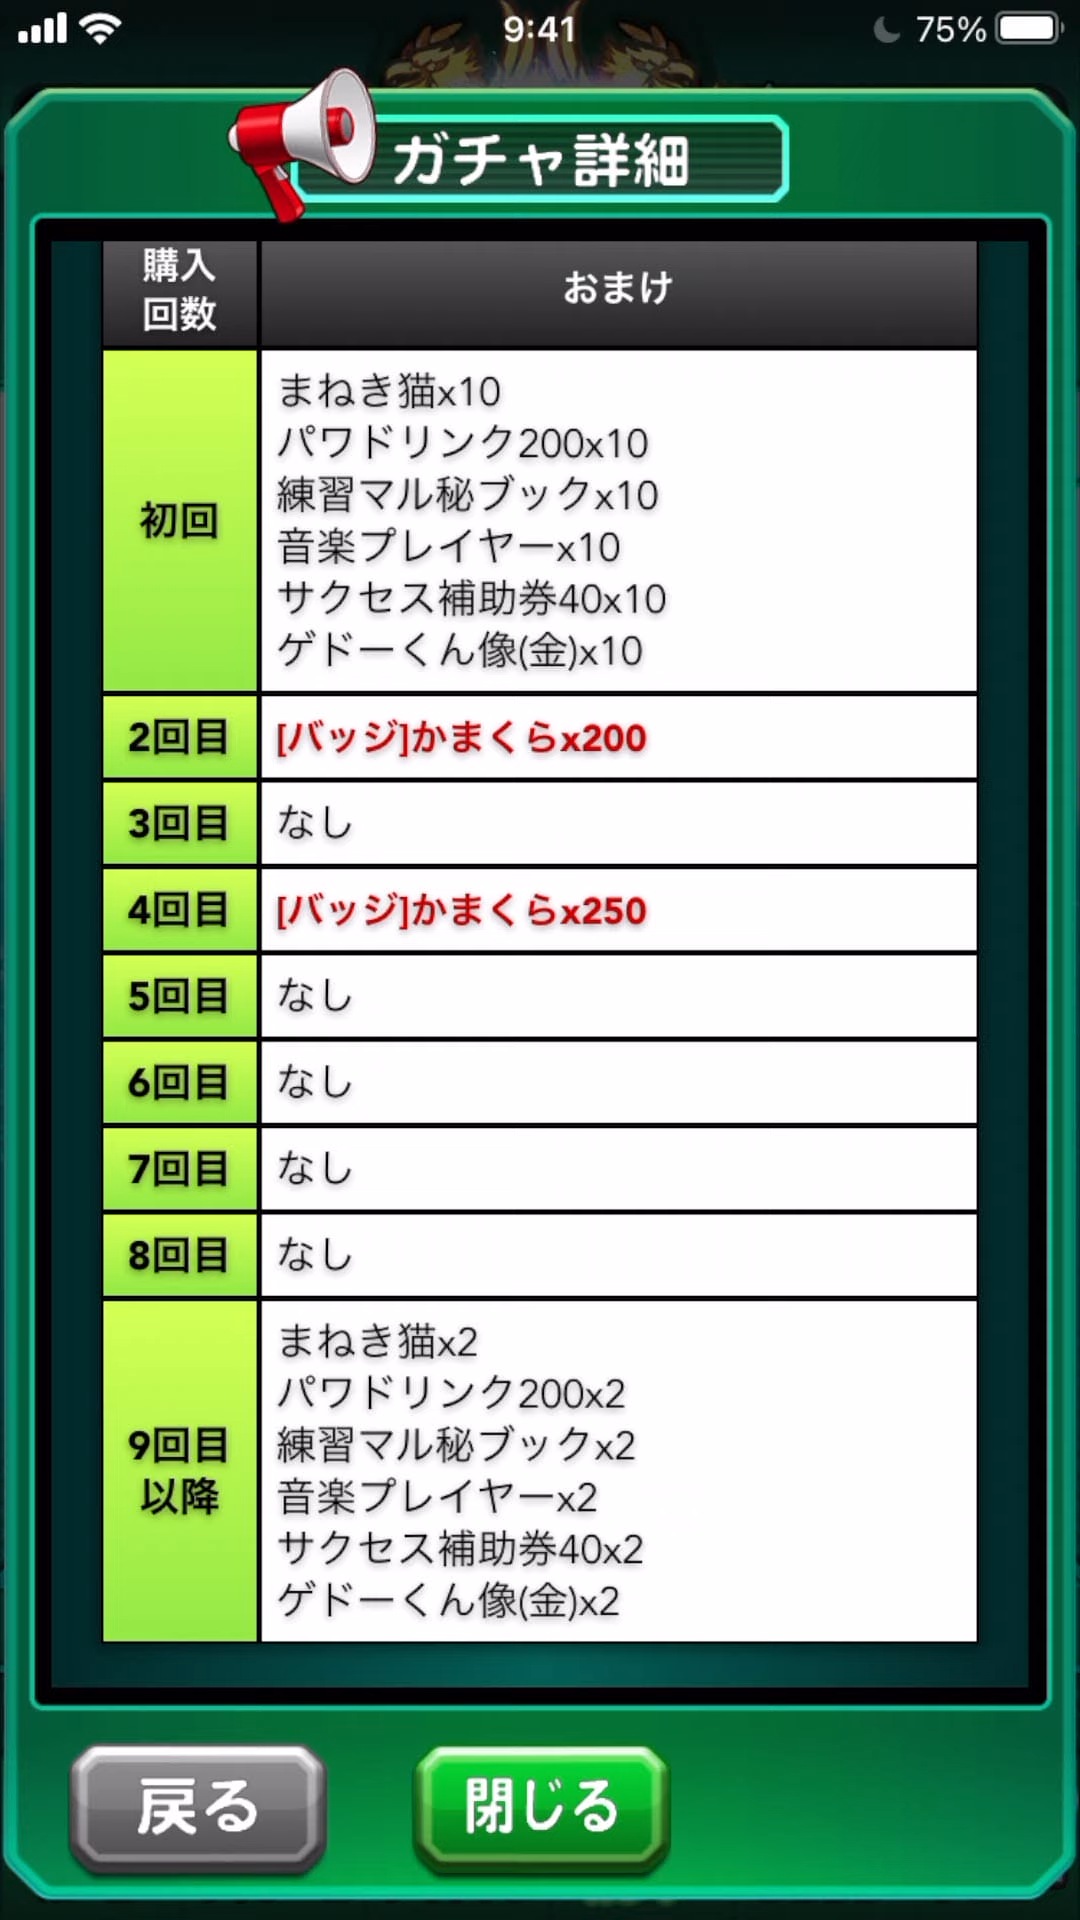 9:41
75%
ガチャ詳細
購入
回数
おまけ
初回
まねき猫x10
パワドリンク200x10
練習マル秘ブックx10
音楽プレイヤーx10
サクセス補助券40x10
ゲドーくん像(金)x10
2回目
[バッジ]かまくらx200
3回目
なし
4回目
[バッジ]かまくらx250
5回目
なし
6回目
なし
7回目
なし
8回目
なし
9回目
以降
まねき猫x2
パワドリンク200x2
練習マル秘ブックx2
音楽プレイヤーx2
サクセス補助券40x2
ゲドーくん像(金)x2
戻る
閉じる